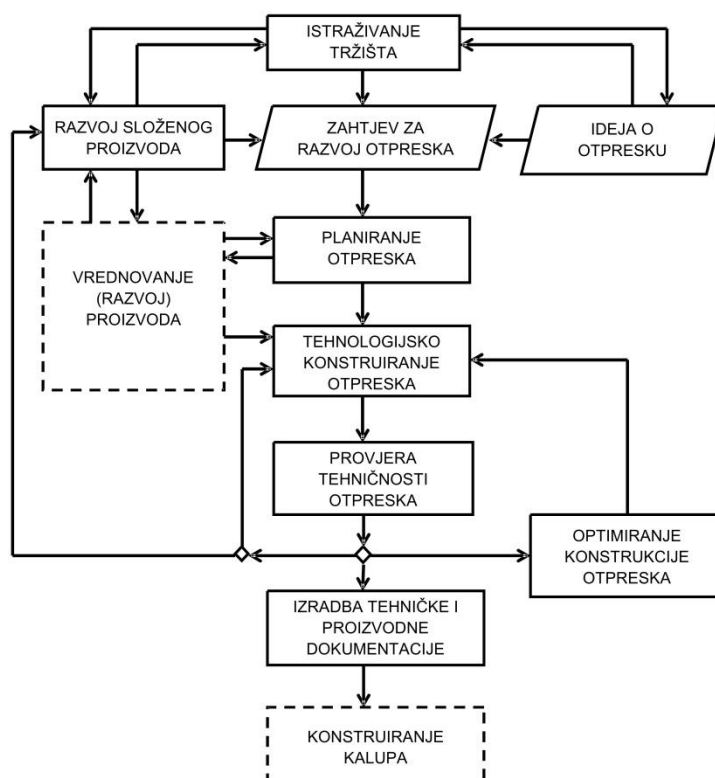 ISTRAŽIVANJE
TRŽIŠTA
RAZVOJ SLOŽENOG
PROIZVODA
ZAHTJEV ZA
RAZVOJ OTPRESKA
IDEJA O
OTPRESKU
VREDNOVANJE
(RAZVOJ)
PROIZVODA
PLANIRANJE
OTPRESKA
TEHNOLOGIJSKO
KONSTRUIRANJE
OTPRESKA
PROVJERA
TEHNIČNOSTI
OTPRESKA
OPTIMIRANJE
KONSTRUKCIJE
OTPRESKA
IZRADBA TEHNIČKE I
PROIZVODNE
DOKUMENTACIJE
KONSTRUIRANJE
KALUPA